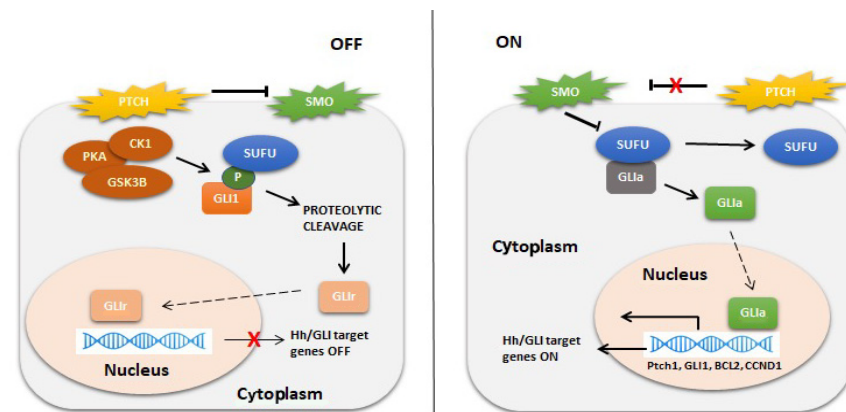 OFF
PTCH
SMO
CK1
PKA
GSK3B
SUFU
P
GLI1
PROTEOLYTIC
CLEAVAGE
GLIr
GLIr
X
Hh/GLI target
genes OFF
Nucleus
Cytoplasm
ON
SMO
X
PTCH
SUFU
SUFU
GLIa
GLIa
Cytoplasm
Nucleus
GLIa
Hh/GLI target
genes ON
Ptch1, GLI1, BCL2, CCND1